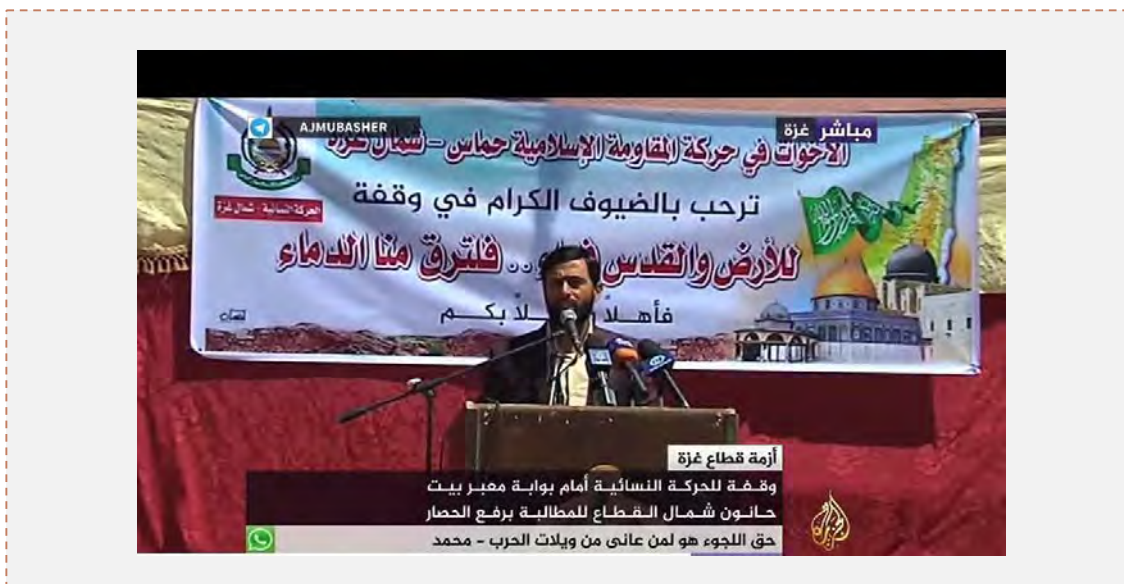 AJMUBASHER
مباشر غزة
الأخوات في حركة المقاومة الإسلامية حماس - شمال غزة
ترحب بالضيوف الكرام في وقفة
الحركة النسائية - شمال غزة
للأرض والقدس .. فلترق منا الدماء
فأهلاً بكم
أزمة قطاع غزة
وقفة للحركة النسائية أمام بوابة معبر بيت
حانون شمال القطاع للمطالبة برفع الحصار
حق اللجوء هو لمن عانى من ويلات الحرب - محمد